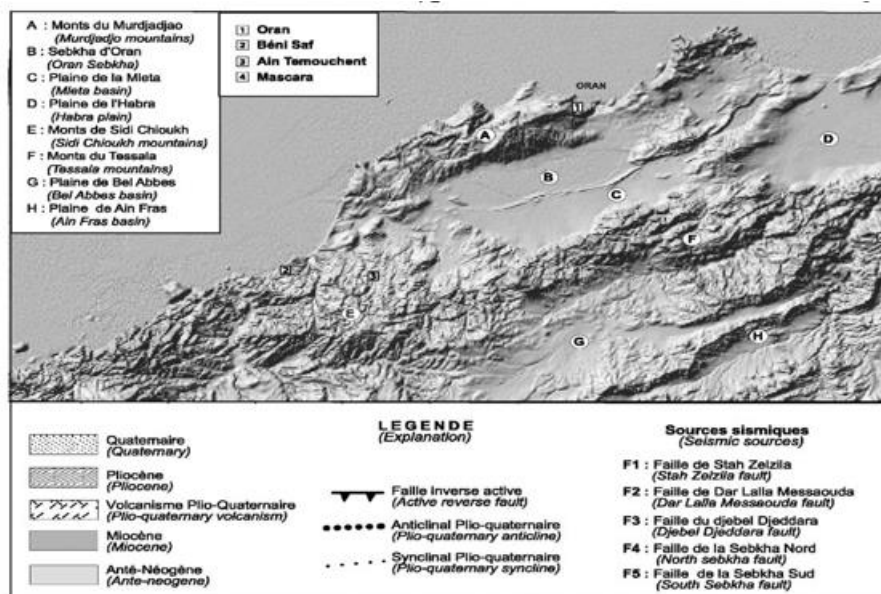 A : Monts du Murdjadjao
(Murdjadjo mountains)
B : Sebkha d'Oran
(Oran Sebkha)
C : Plaine de la Mleta
(Mleta basin)
D : Plaine de l'Habra
(Habra plain)
E : Monts de Sidi Chioukh
(Sidi Chioukh mountains)
F : Monts du Tessala
(Tessala mountains)
G : Plaine de Bel Abbes
(Bel Abbes basin)
H : Plaine de Ain Fras
(Ain Fras basin)
1 Oran
2 Béni Saf
3 Ain Temouchent
4 Mascara
ORAN
1
A
B
C
D
F
2
3
E
G
H
LEGENDE
(Explanation)
Quaternaire
(Quaternary)
Pliocène
(Pliocene)
Volcanisme Plio-Quaternaire
(Plio-quaternary volcanism)
Miocène
(Miocene)
Anté-Néogène
(Ante-neogene)
Faille inverse active
(Active reverse fault)
Anticlinal Plio-quaternaire
(Plio-quaternary anticline)
Synclinal Plio-quaternaire
(Plio-quaternary syncline)
Sources sismiques
(Seismic sources)
F1 : Faille de Stah Zelzila
(Stah Zelzila fault)
F2 : Faille de Dar Lalla Messaouda
(Dar Lalla Messaouda fault)
F3 : Faille du djebel Djeddara
(Djebel Djeddara fault)
F4 : Faille de la Sebkha Nord
(North sebkha fault)
F5 : Faille de la Sebkha Sud
(South Sebkha fault)